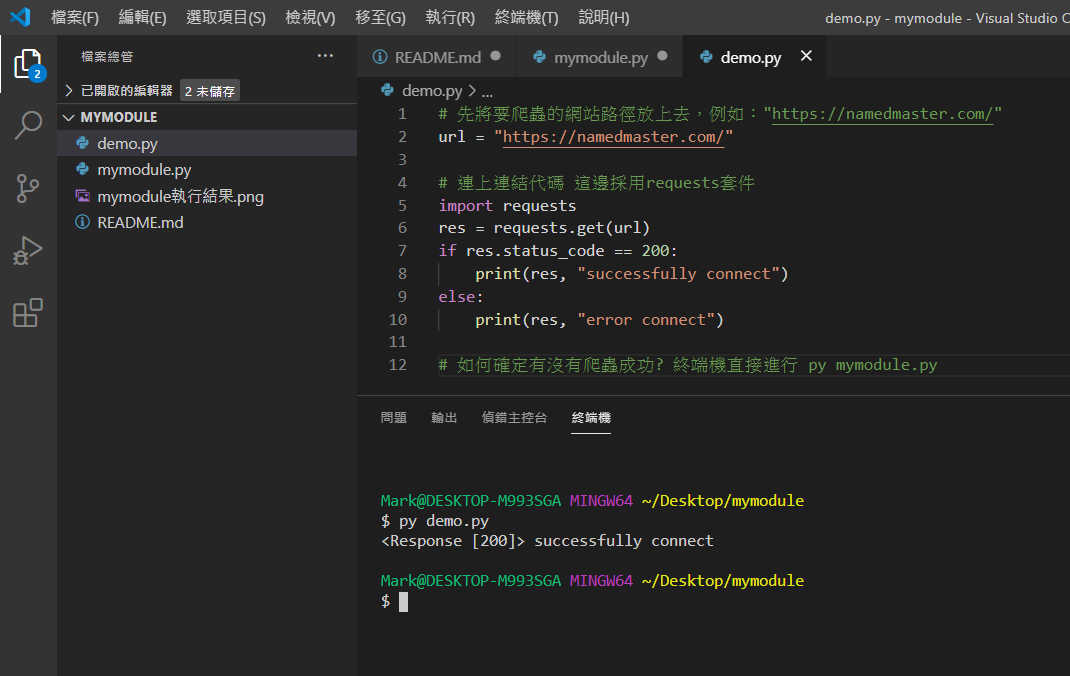 檔案(F) 編輯(E) 選取項目(S) 檢視(V) 移至(G) 執行(R) 終端機(T) 說明(H) demo.py - mymodule - Visual Studio C
檔案總管 ···
README.md mymodule.py demo.py
2
已開啟的編輯器 2 未儲存
demo.py > ...
MYMODULE
demo.py
mymodule.py
mymodule執行結果.png
README.md
1 # 先將要爬蟲的網站路徑放上去，例如："https://namedmaster.com/"
2 url = "https://namedmaster.com/"
3
4 # 連上連結代碼 這邊採用requests套件
5 import requests
6 res = requests.get(url)
7 if res.status_code == 200:
8 print(res, "successfully connect")
9 else:
10 print(res, "error connect")
11
12 # 如何確定有沒有爬蟲成功? 終端機直接進行 py mymodule.py
問題 輸出 偵錯主控台 終端機
Mark@DESKTOP-M993SGA MINGW64 ~/Desktop/mymodule
$ py demo.py
<Response [200]> successfully connect
Mark@DESKTOP-M993SGA MINGW64 ~/Desktop/mymodule
$